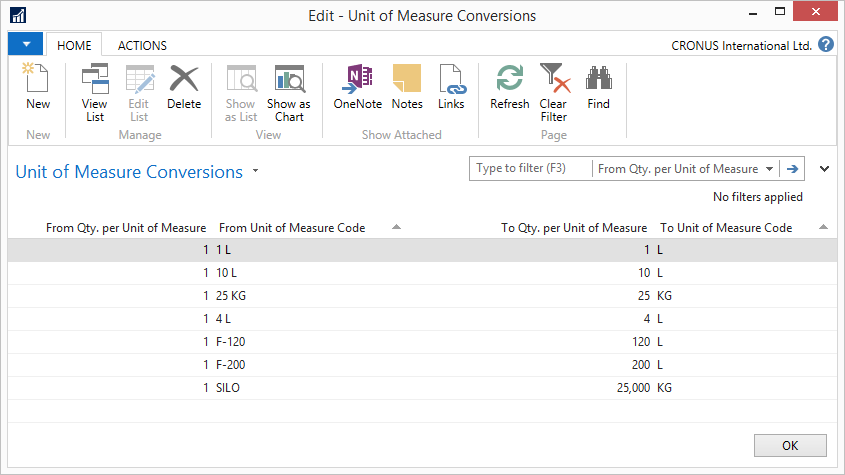 Edit - Unit of Measure Conversions
HOME ACTIONS CRONUS International Ltd. ?
New View List Edit List Delete Show as List Show as Chart OneNote Notes Links Refresh Clear Filter Find
New Manage View Show Attached Page
Unit of Measure Conversions Type to filter (F3) From Qty. per Unit of Measure
No filters applied
From Qty. per Unit of Measure From Unit of Measure Code To Qty. per Unit of Measure To Unit of Measure Code
1 1 L 1 L
1 10 L 10 L
1 25 KG 25 KG
1 4 L 4 L
1 F-120 120 L
1 F-200 200 L
1 SILO 25,000 KG
OK